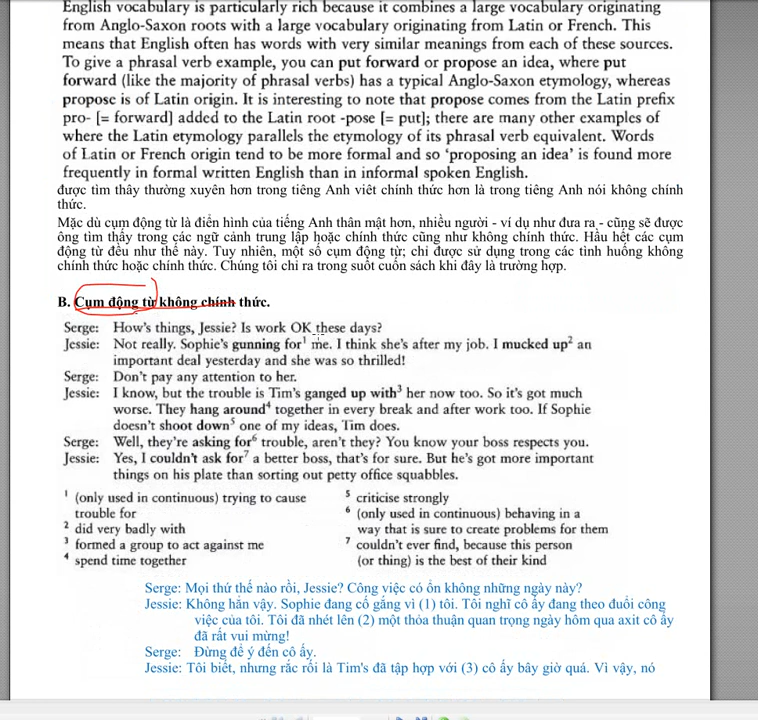 English vocabulary is particularly rich because it combines a large vocabulary originating
from Anglo-Saxon roots with a large vocabulary originating from Latin or French. This
means that English often has words with very similar meanings from each of these sources.
To give a phrasal verb example, you can put forward or propose an idea, where put
forward (like the majority of phrasal verbs) has a typical Anglo-Saxon etymology, whereas
propose is of Latin origin. It is interesting to note that propose comes from the Latin prefix
pro- [= forward] added to the Latin root -pose [= put]; there are many other examples of
where the Latin etymology parallels the etymology of its phrasal verb equivalent. Words
of Latin or French origin tend to be more formal and so ‘proposing an idea’ is found more
frequently in formal written English than in informal spoken English.
được tìm thấy thường xuyên hơn trong tiếng Anh viết chính thức hơn là trong tiếng Anh nói không chính
thức.
Mặc dù cụm động từ là điển hình của tiếng Anh thân mật hơn, nhiều người - ví dụ như đưa ra - cũng sẽ được
ông tìm thấy trong các ngữ cảnh trung lập hoặc chính thức cũng như không chính thức. Hầu hết các cụm
động từ đều như thế này. Tuy nhiên, một số cụm động từ; chỉ được sử dụng trong các tình huống không
chính thức hoặc chính thức. Chúng tôi chỉ ra trong suốt cuốn sách khi đây là trường hợp.
B. Cụm động từ không chính thức.
Serge: How's things, Jessie? Is work OK these days?
Jessie: Not really. Sophie's gunning for¹ me. I think she's after my job. I mucked up² an
important deal yesterday and she was so thrilled!
Serge: Don't pay any attention to her.
Jessie: I know, but the trouble is Tim's ganged up with³ her now too. So it's got much
worse. They hang around⁴ together in every break and after work too. If Sophie
doesn't shoot down⁵ one of my ideas, Tim does.
Serge: Well, they're asking for⁶ trouble, aren't they? You know your boss respects you.
Jessie: Yes, I couldn't ask for⁷ a better boss, that's for sure. But he's got more important
things on his plate than sorting out petty office squabbles.
¹ (only used in continuous) trying to cause
trouble for
² did very badly with
³ formed a group to act against me
⁴ spend time together
⁵ criticise strongly
⁶ (only used in continuous) behaving in a
way that is sure to create problems for them
⁷ couldn't ever find, because this person
(or thing) is the best of their kind
Serge: Mọi thứ thế nào rồi, Jessie? Công việc có ổn không những ngày này?
Jessie: Không hẳn vậy. Sophie đang cố gắng vì (1) tôi. Tôi nghĩ cô ấy đang theo đuổi công
việc của tôi. Tôi đã nhét lên (2) một thỏa thuận quan trọng ngày hôm qua axit cô ấy
đã rất vui mừng!
Serge: Đừng để ý đến cô ấy.
Jessie: Tôi biết, nhưng rắc rối là Tim's đã tập hợp với (3) cô ấy bây giờ quá. Vì vậy, nó